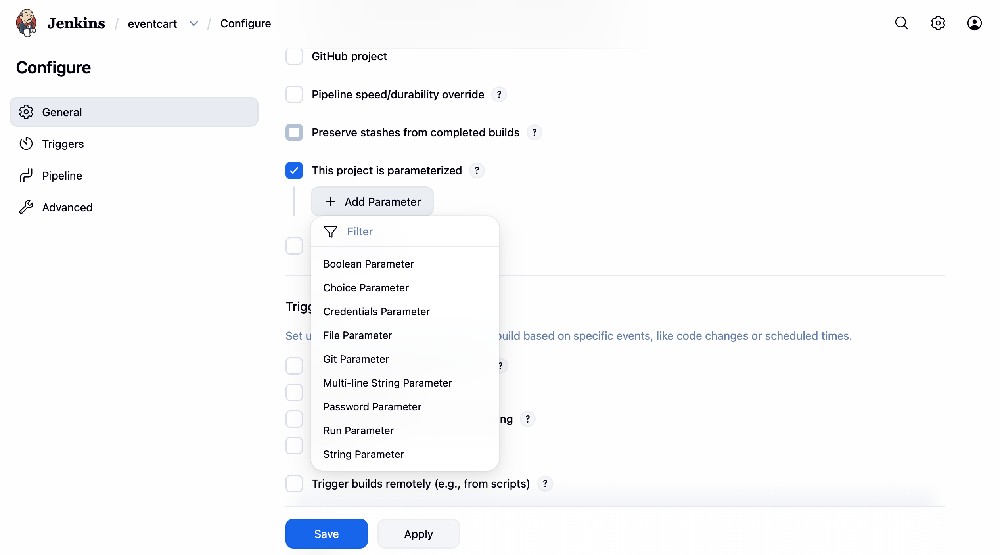 Jenkins / eventcart / Configure
Configure
General
Triggers
Pipeline
Advanced
GitHub project
Pipeline speed/durability override ?
Preserve stashes from completed builds ?
This project is parameterized ?
+ Add Parameter
Filter
Boolean Parameter
Choice Parameter
Credentials Parameter
File Parameter
Git Parameter
Multi-line String Parameter
Password Parameter
Run Parameter
String Parameter
Set
build based on specific events, like code changes or scheduled times.
?
?
Trigger builds remotely (e.g., from scripts) ?
Save
Apply